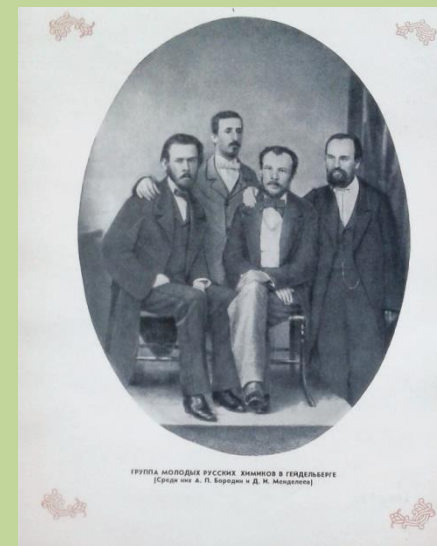 ГРУППА МОЛОДЫХ РУССКИХ ХИМИКОВ В ГЕЙДЕЛЬБЕРГЕ
(Среди них А. П. Бородин и Д. И. Менделеев)